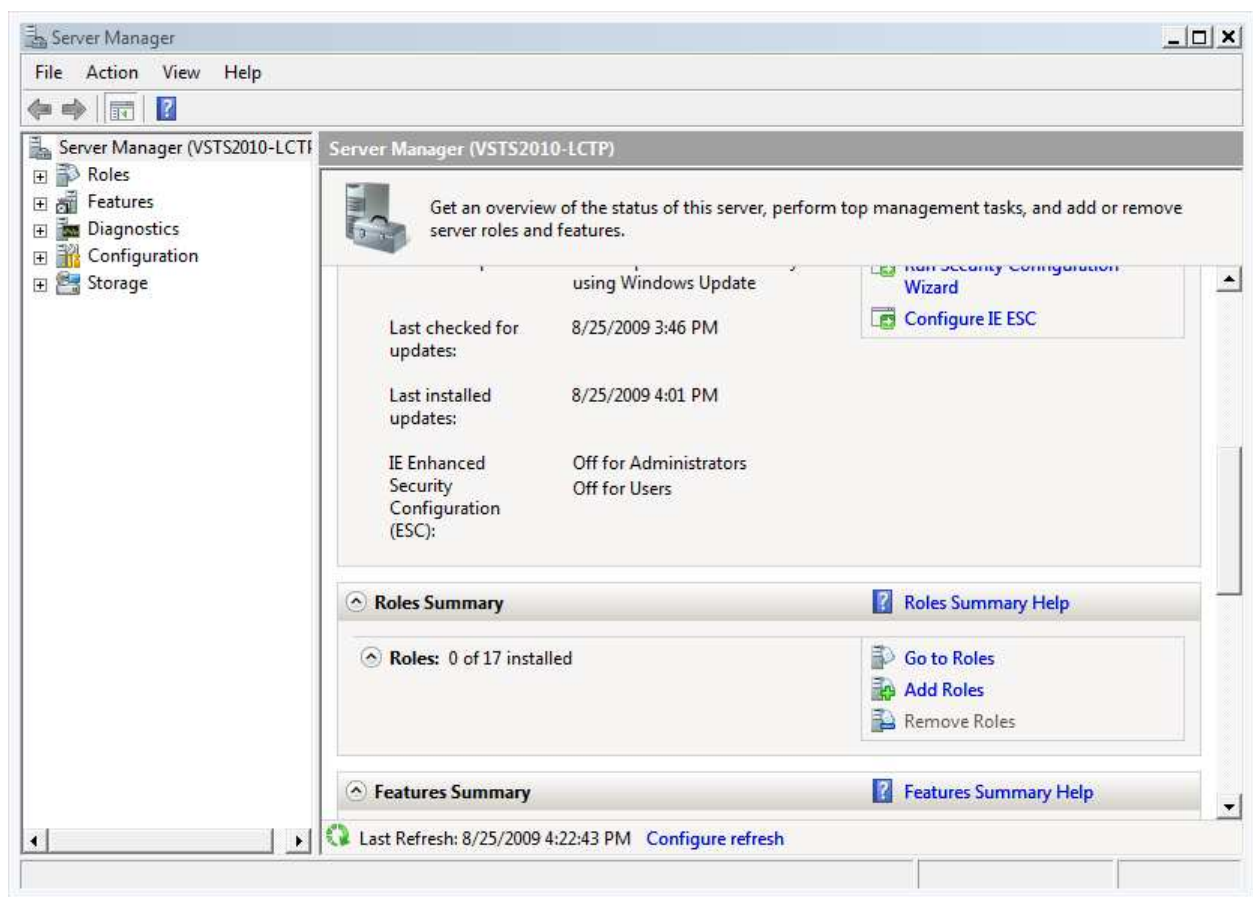 Server Manager
File Action View Help
Server Manager (VSTS2010-LCTP
Roles
Features
Diagnostics
Configuration
Storage
Server Manager (VSTS2010-LCTP)
Get an overview of the status of this server, perform top management tasks, and add or remove
server roles and features.
using Windows Update
Last checked for
updates:
8/25/2009 3:46 PM
Last installed
updates:
8/25/2009 4:01 PM
IE Enhanced
Security
Configuration
(ESC):
Off for Administrators
Off for Users
Run Security Configuration
Wizard
Configure IE ESC
Roles Summary
Roles Summary Help
Roles: 0 of 17 installed
Go to Roles
Add Roles
Remove Roles
Features Summary
Features Summary Help
Last Refresh: 8/25/2009 4:22:43 PM Configure refresh